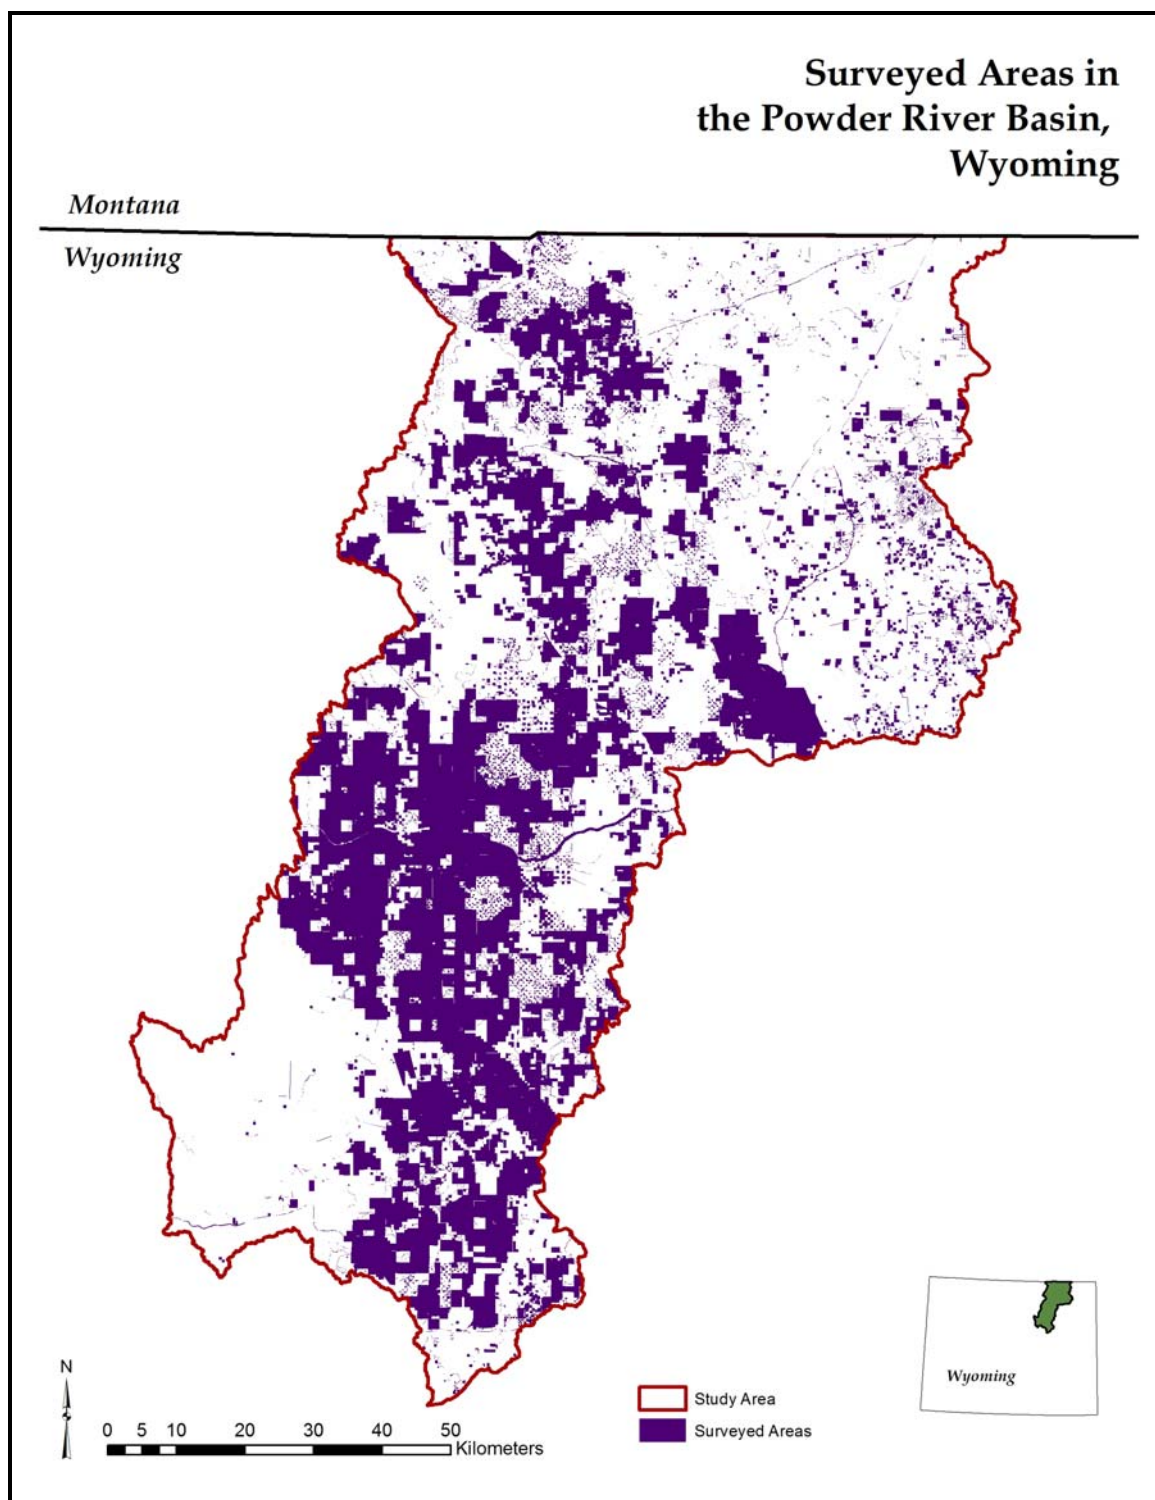 Surveyed Areas in
the Powder River Basin,
Wyoming
Montana
Wyoming
Wyoming
N
0 5 10 20 30 40 50
Kilometers
Study Area
Surveyed Areas